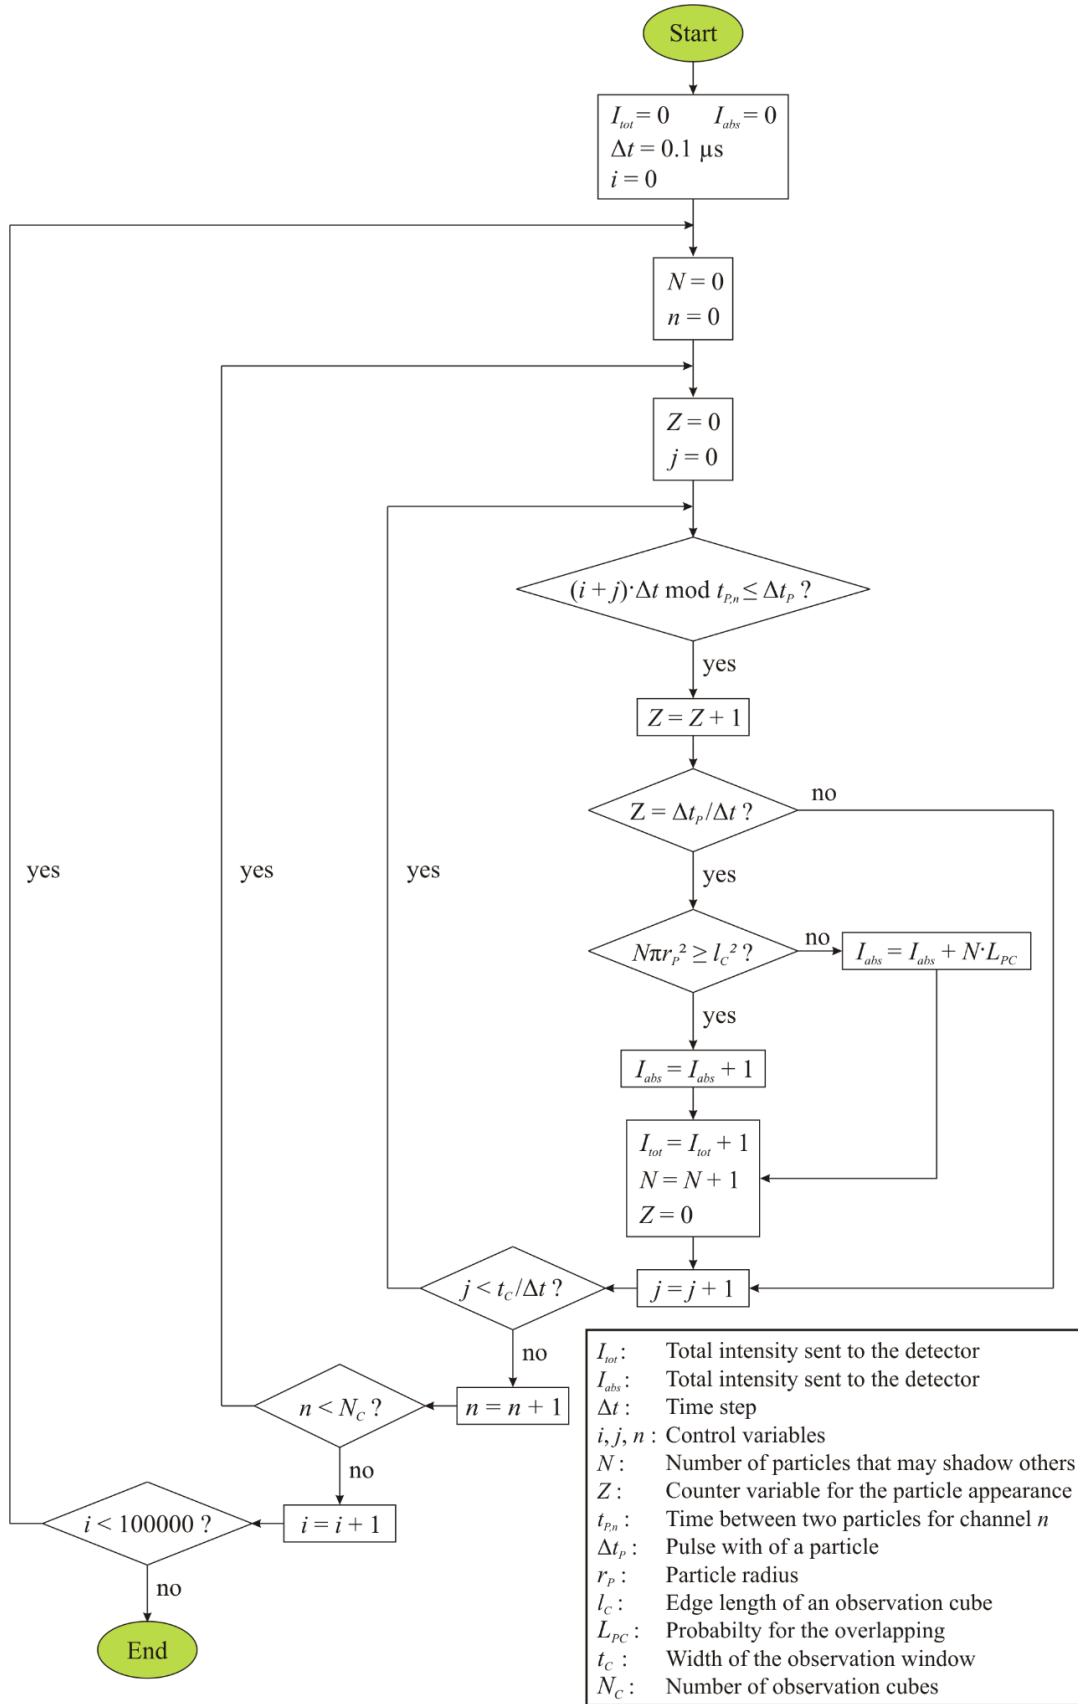 Start
I_tot = 0 I_abs = 0
Δt = 0.1 µs
i = 0
N = 0
n = 0
Z = 0
j = 0
(i + j)·Δt mod t_P,n ≤ Δt_P ?
yes
Z = Z + 1
Z = Δt_P/Δt ?
no
yes
yes
yes
yes
Nπr_P² ≥ l_C² ?
no
I_abs = I_abs + N·L_PC
yes
I_abs = I_abs + 1
I_tot = I_tot + 1
N = N + 1
Z = 0
j < t_C/Δt ?
j = j + 1
no
n < N_C ?
n = n + 1
no
i < 100000 ?
i = i + 1
no
End
I_tot : Total intensity sent to the detector
I_abs : Total intensity sent to the detector
Δt : Time step
i, j, n : Control variables
N : Number of particles that may shadow others
Z : Counter variable for the particle appearance
t_P,n : Time between two particles for channel n
Δt_P : Pulse with of a particle
r_P : Particle radius
l_C : Edge length of an observation cube
L_PC : Probabilty for the overlapping
t_C : Width of the observation window
N_C : Number of observation cubes